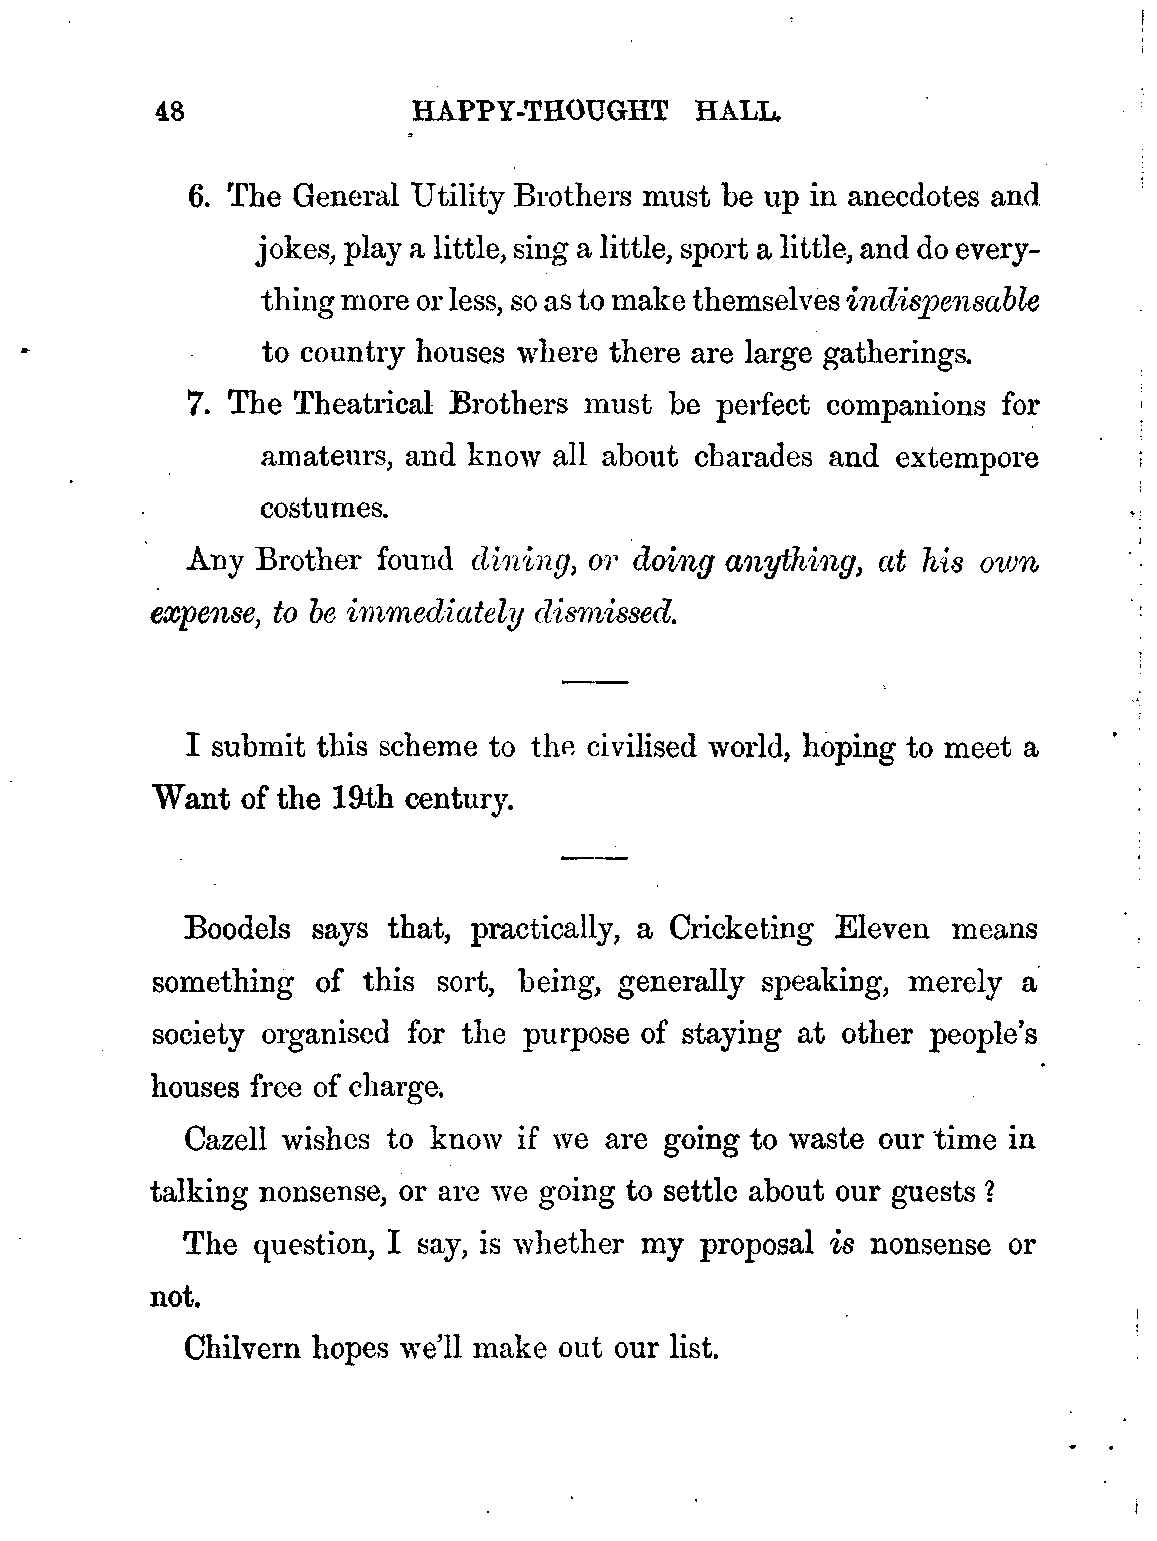 48 HAPPY-THOUGHT HALL.
6. The General Utility Brothers must be up in anecdotes and
jokes, play a little, sing a little, sport a little, and do every-
thing more or less, so as to make themselves indispensable
to country houses where there are large gatherings.
7. The Theatrical Brothers must be perfect companions for
amateurs, and know all about charades and extempore
costumes.
Any Brother found dining, or doing anything, at his own
expense, to be immediately dismissed.
I submit this scheme to the civilised world, hoping to meet a
Want of the 19th century.
Boodels says that, practically, a Cricketing Eleven means
something of this sort, being, generally speaking, merely a
society organised for the purpose of staying at other people's
houses free of charge.
Cazell wishes to know if we are going to waste our time in
talking nonsense, or are we going to settle about our guests ?
The question, I say, is whether my proposal is nonsense or
not.
Chilvern hopes we'll make out our list.